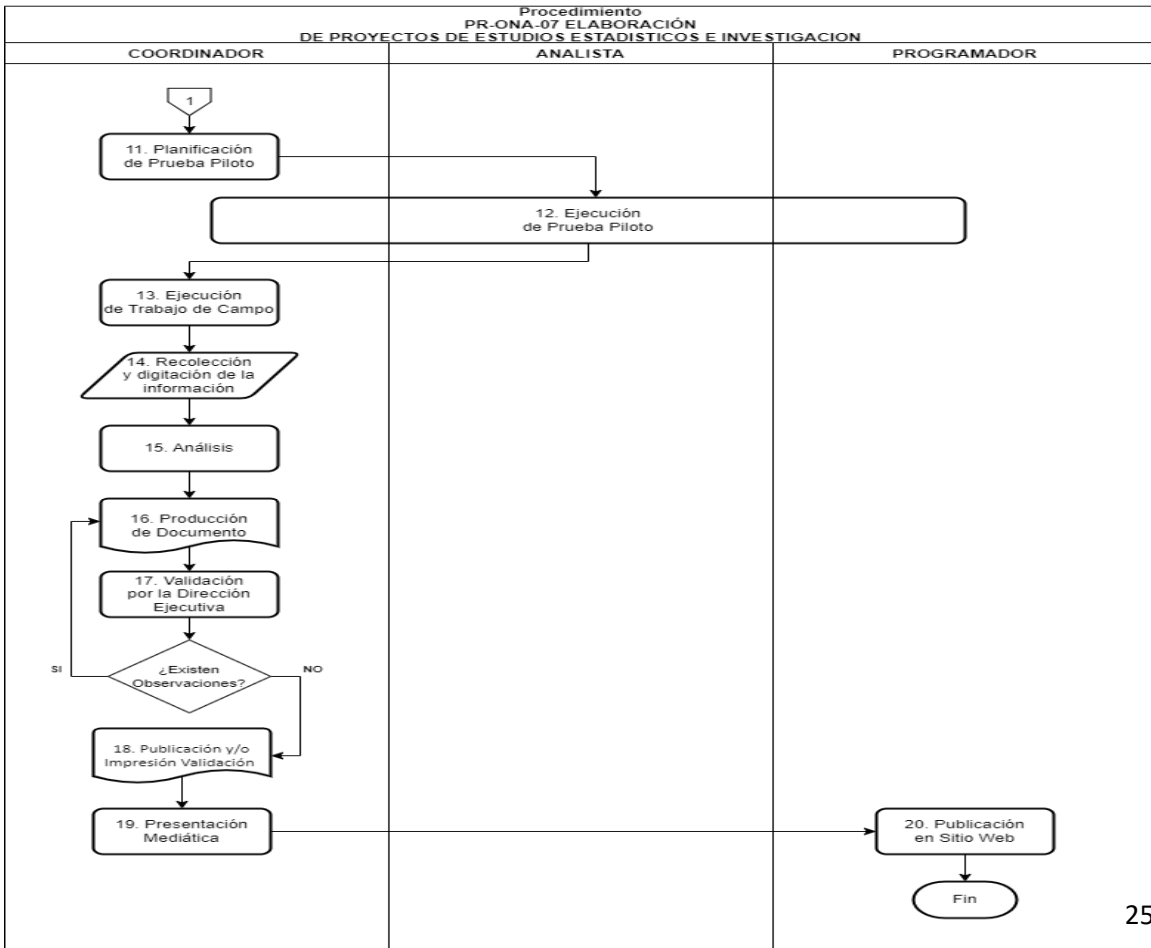 Procedimiento
PR-ONA-07 ELABORACIÓN
DE PROYECTOS DE ESTUDIOS ESTADISTICOS E INVESTIGACION
COORDINADOR
ANALISTA
PROGRAMADOR
1
11. Planificación
de Prueba Piloto
12. Ejecución
de Prueba Piloto
13. Ejecución
de Trabajo de Campo
14. Recolección
y digitación de la
información
15. Análisis
16. Producción
de Documento
17. Validación
por la Dirección
Ejecutiva
¿Existen
Observaciones?
SI
NO
18. Publicación y/o
Impresión Validación
19. Presentación
Mediática
20. Publicación
en Sitio Web
Fin
25